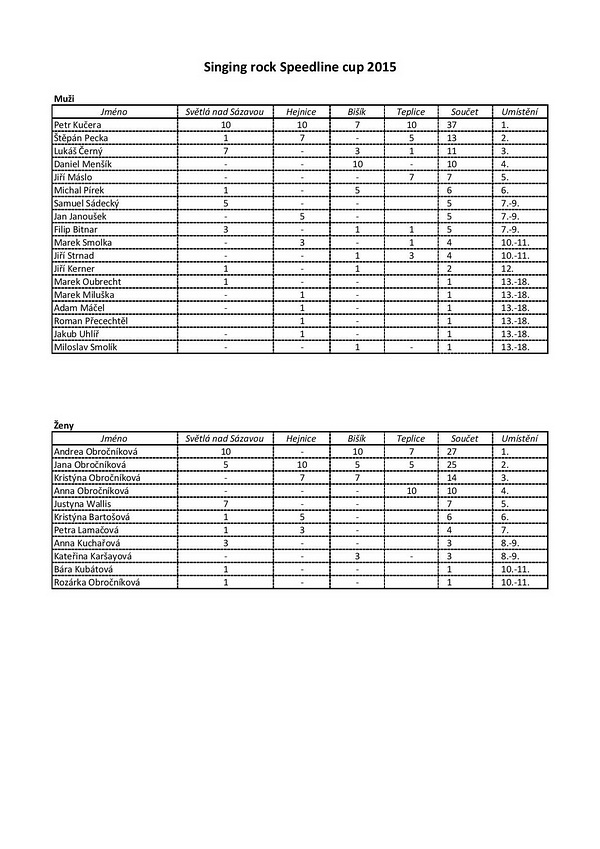 Singing rock Speedline cup 2015
Muži
Jméno Světlá nad Sázavou Hejnice Bišík Teplice Součet Umístění
Petr Kučera 10 10 7 10 37 1.
Štěpán Pecka 1 7 - 5 13 2.
Lukáš Černý 7 - 3 1 11 3.
Daniel Menšík - - 10 - 10 4.
Jiří Máslo - - - 7 7 5.
Michal Pírek 1 - 5 6 6.
Samuel Sádecký 5 - - 5 7.-9.
Jan Janoušek - 5 - 5 7.-9.
Filip Bitnar 3 - 1 1 5 7.-9.
Marek Smolka - 3 - 1 4 10.-11.
Jiří Strnad - - 1 3 4 10.-11.
Jiří Kerner 1 - 1 2 12.
Marek Oubrecht 1 - - 1 13.-18.
Marek Miluška - 1 - 1 13.-18.
Adam Máčel - 1 - 1 13.-18.
Roman Přecechtěl 1 - 1 13.-18.
Jakub Uhlíř - 1 - 1 13.-18.
Miloslav Smolík - - 1 - 1 13.-18.
Ženy
Jméno Světlá nad Sázavou Hejnice Bišík Teplice Součet Umístění
Andrea Obročníková 10 - 10 7 27 1.
Jana Obročníková 5 10 5 5 25 2.
Kristýna Obročníková - 7 7 14 3.
Anna Obročníková - - - 10 10 4.
Justyna Wallis 7 - - 7 5.
Kristýna Bartošová 1 5 - 6 6.
Petra Lamačová 1 3 - 4 7.
Anna Kuchařová 3 - - 3 8.-9.
Kateřina Karšayová - - 3 - 3 8.-9.
Bára Kubátová 1 - - 1 10.-11.
Rozárka Obročníková 1 - - 1 10.-11.